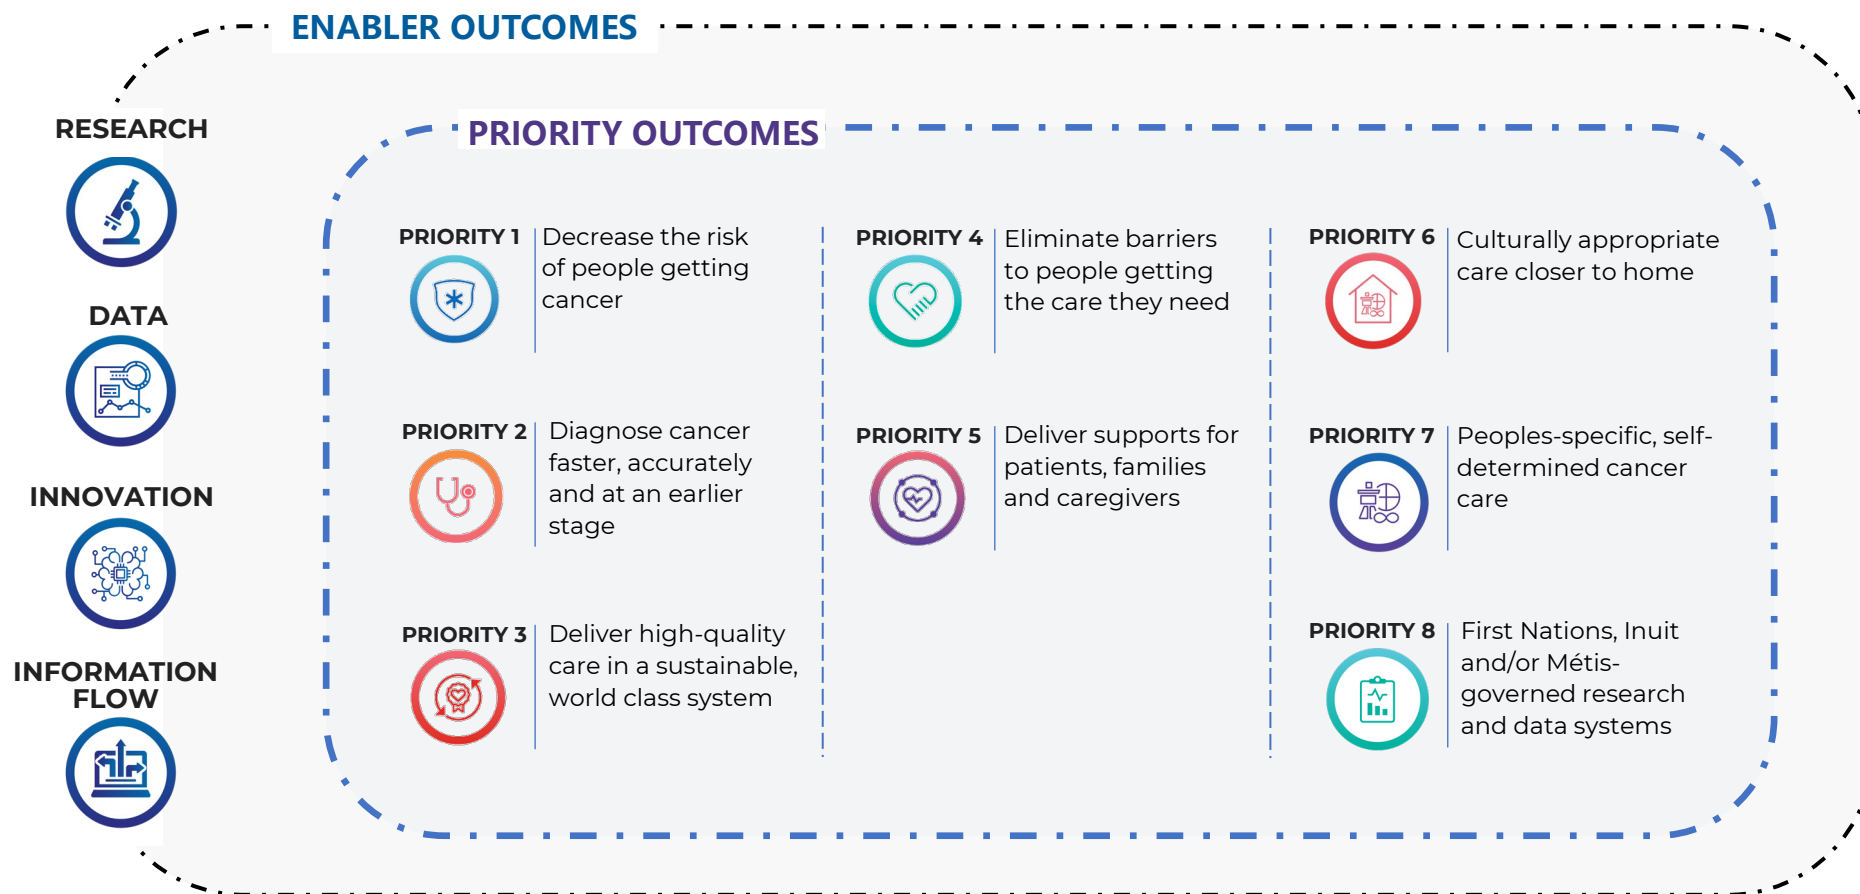 ENABLER OUTCOMES
RESEARCH
DATA
INNOVATION
INFORMATION
FLOW
PRIORITY OUTCOMES
PRIORITY 1
Decrease the risk
of people getting
cancer
PRIORITY 2
Diagnose cancer
faster, accurately
and at an earlier
stage
PRIORITY 3
Deliver high-quality
care in a sustainable,
world class system
PRIORITY 4
Eliminate barriers
to people getting
the care they need
PRIORITY 5
Deliver supports for
patients, families
and caregivers
PRIORITY 6
Culturally appropriate
care closer to home
PRIORITY 7
Peoples-specific, self-
determined cancer
care
PRIORITY 8
First Nations, Inuit
and/or Métis-
governed research
and data systems